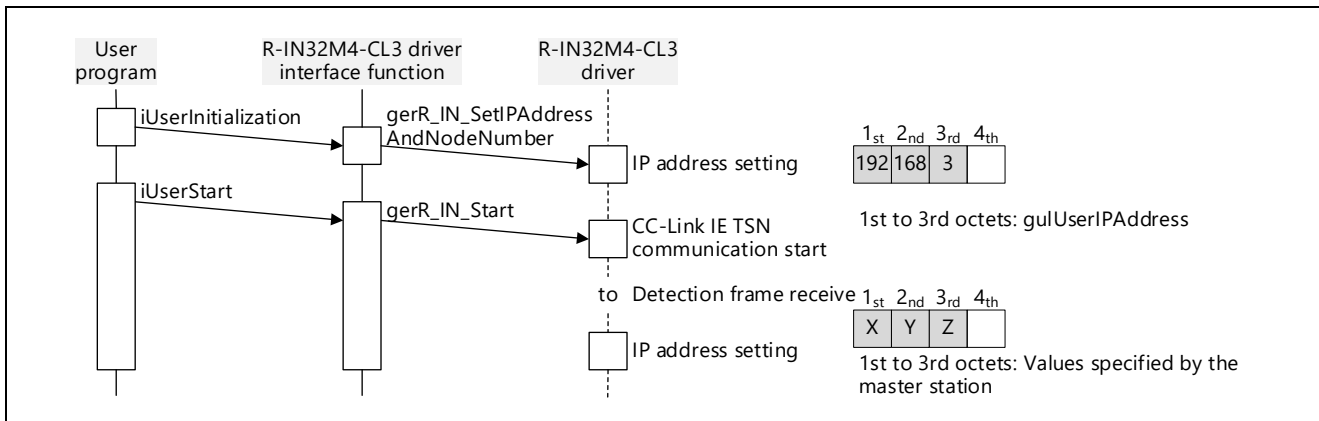 User
program
R-IN32M4-CL3 driver
interface function
R-IN32M4-CL3
driver
iUserInitialization
gerR_IN_SetIPAddress
AndNodeNumber
IP address setting
1st 2nd 3rd 4th
192 168 3
1st to 3rd octets: gulUserIPAddress
iUserStart
gerR_IN_Start
CC-Link IE TSN
communication start
to Detection frame receive
1st 2nd 3rd 4th
X Y Z
IP address setting
1st to 3rd octets: Values specified by the
master station